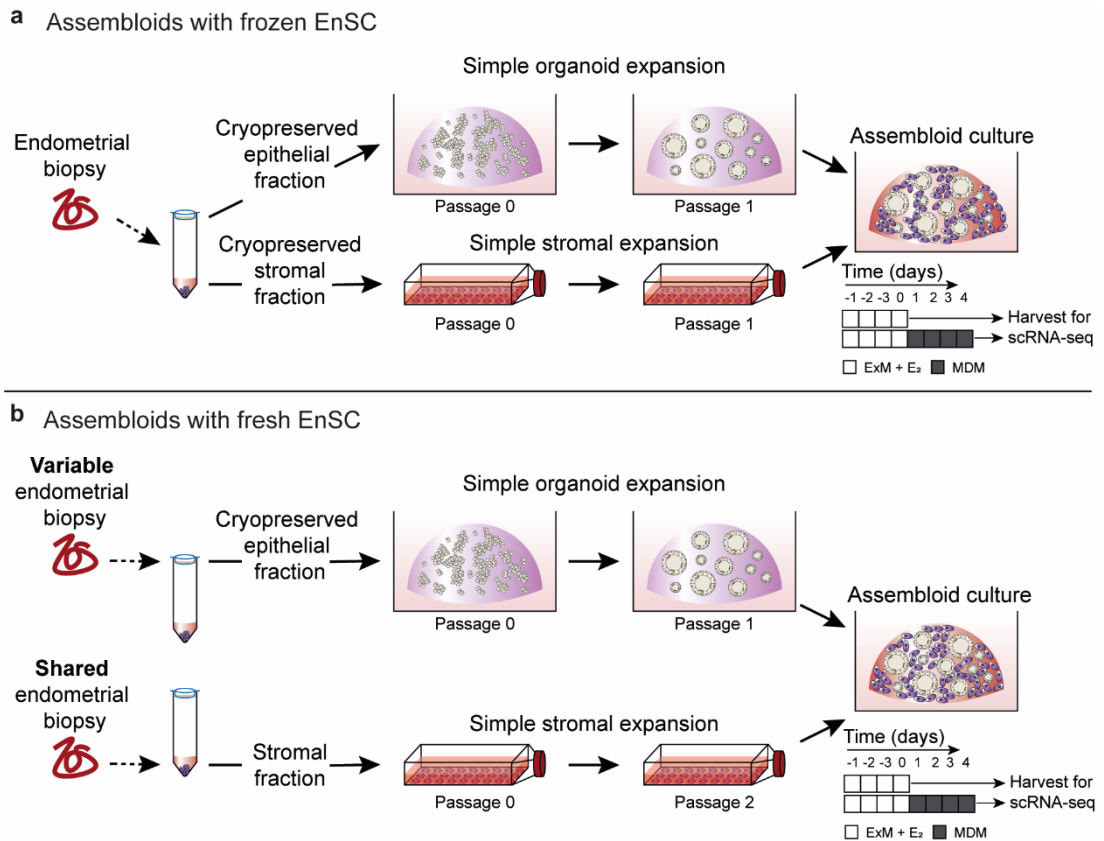 a Assembloids with frozen EnSC
Simple organoid expansion
Endometrial
biopsy
Cryopreserved
epithelial
fraction
Passage 0
Passage 1
Cryopreserved
stromal
fraction
Simple stromal expansion
Passage 0
Passage 1
Assembloid culture
Time (days)
-1 -2 -3 0 1 2 3 4
Harvest for
scRNA-seq
ExM + E₂ MDM
b Assembloids with fresh EnSC
Variable
endometrial
biopsy
Simple organoid expansion
Cryopreserved
epithelial
fraction
Passage 0
Passage 1
Shared
endometrial
biopsy
Stromal
fraction
Simple stromal expansion
Passage 0
Passage 2
Assembloid culture
Time (days)
-1 -2 -3 0 1 2 3 4
Harvest for
scRNA-seq
ExM + E₂ MDM